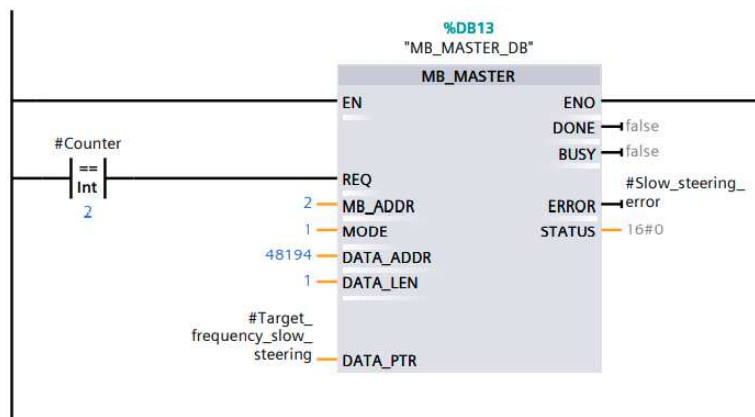 %DB13
"MB_MASTER_DB"
MB_MASTER
EN
ENO
DONE
false
BUSY
false
#Counter
==
Int
2
REQ
#Slow_steering_
error
2
MB_ADDR
ERROR
1
MODE
STATUS
16#0
48194
DATA_ADDR
1
DATA_LEN
#Target_
frequency_slow_
steering
DATA_PTR